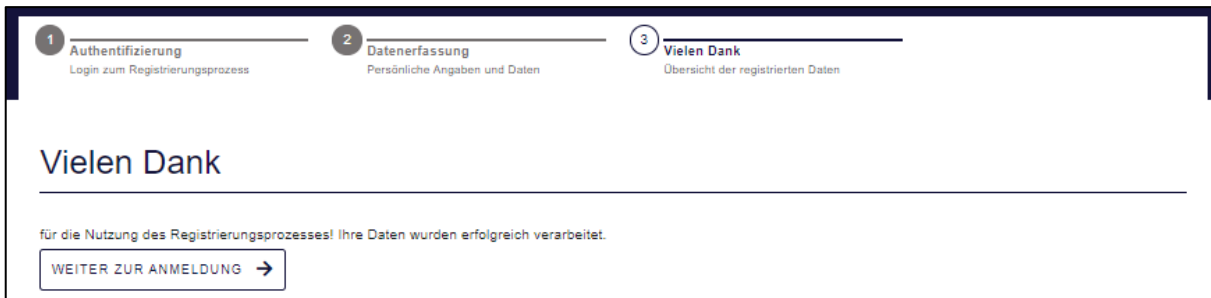 1
Authentifizierung
Login zum Registrierungsprozess
2
Datenerfassung
Persönliche Angaben und Daten
3
Vielen Dank
Übersicht der registrierten Daten
Vielen Dank
für die Nutzung des Registrierungsprozesses! Ihre Daten wurden erfolgreich verarbeitet.
WEITER ZUR ANMELDUNG →